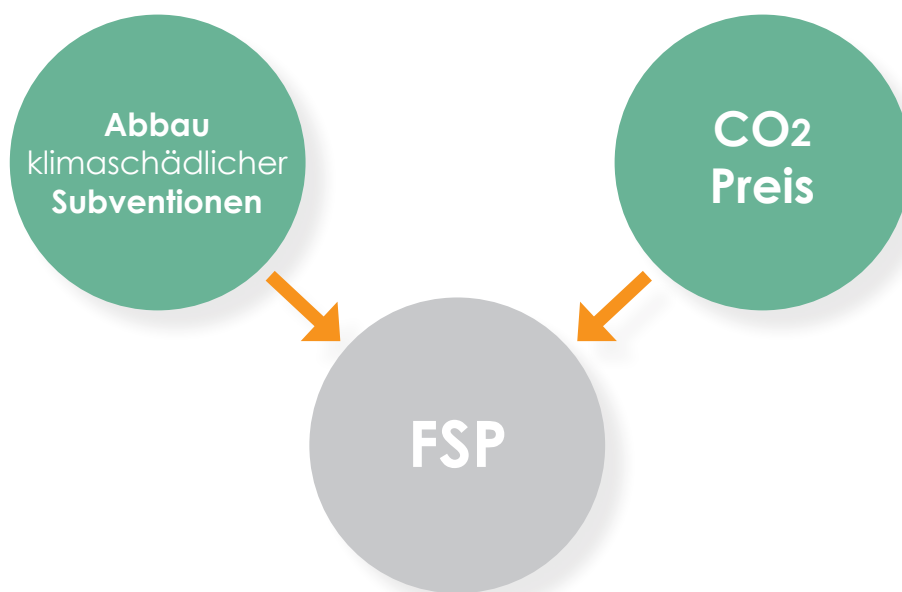 Abbau
klimaschädlicher
Subventionen
CO2
Preis
FSP